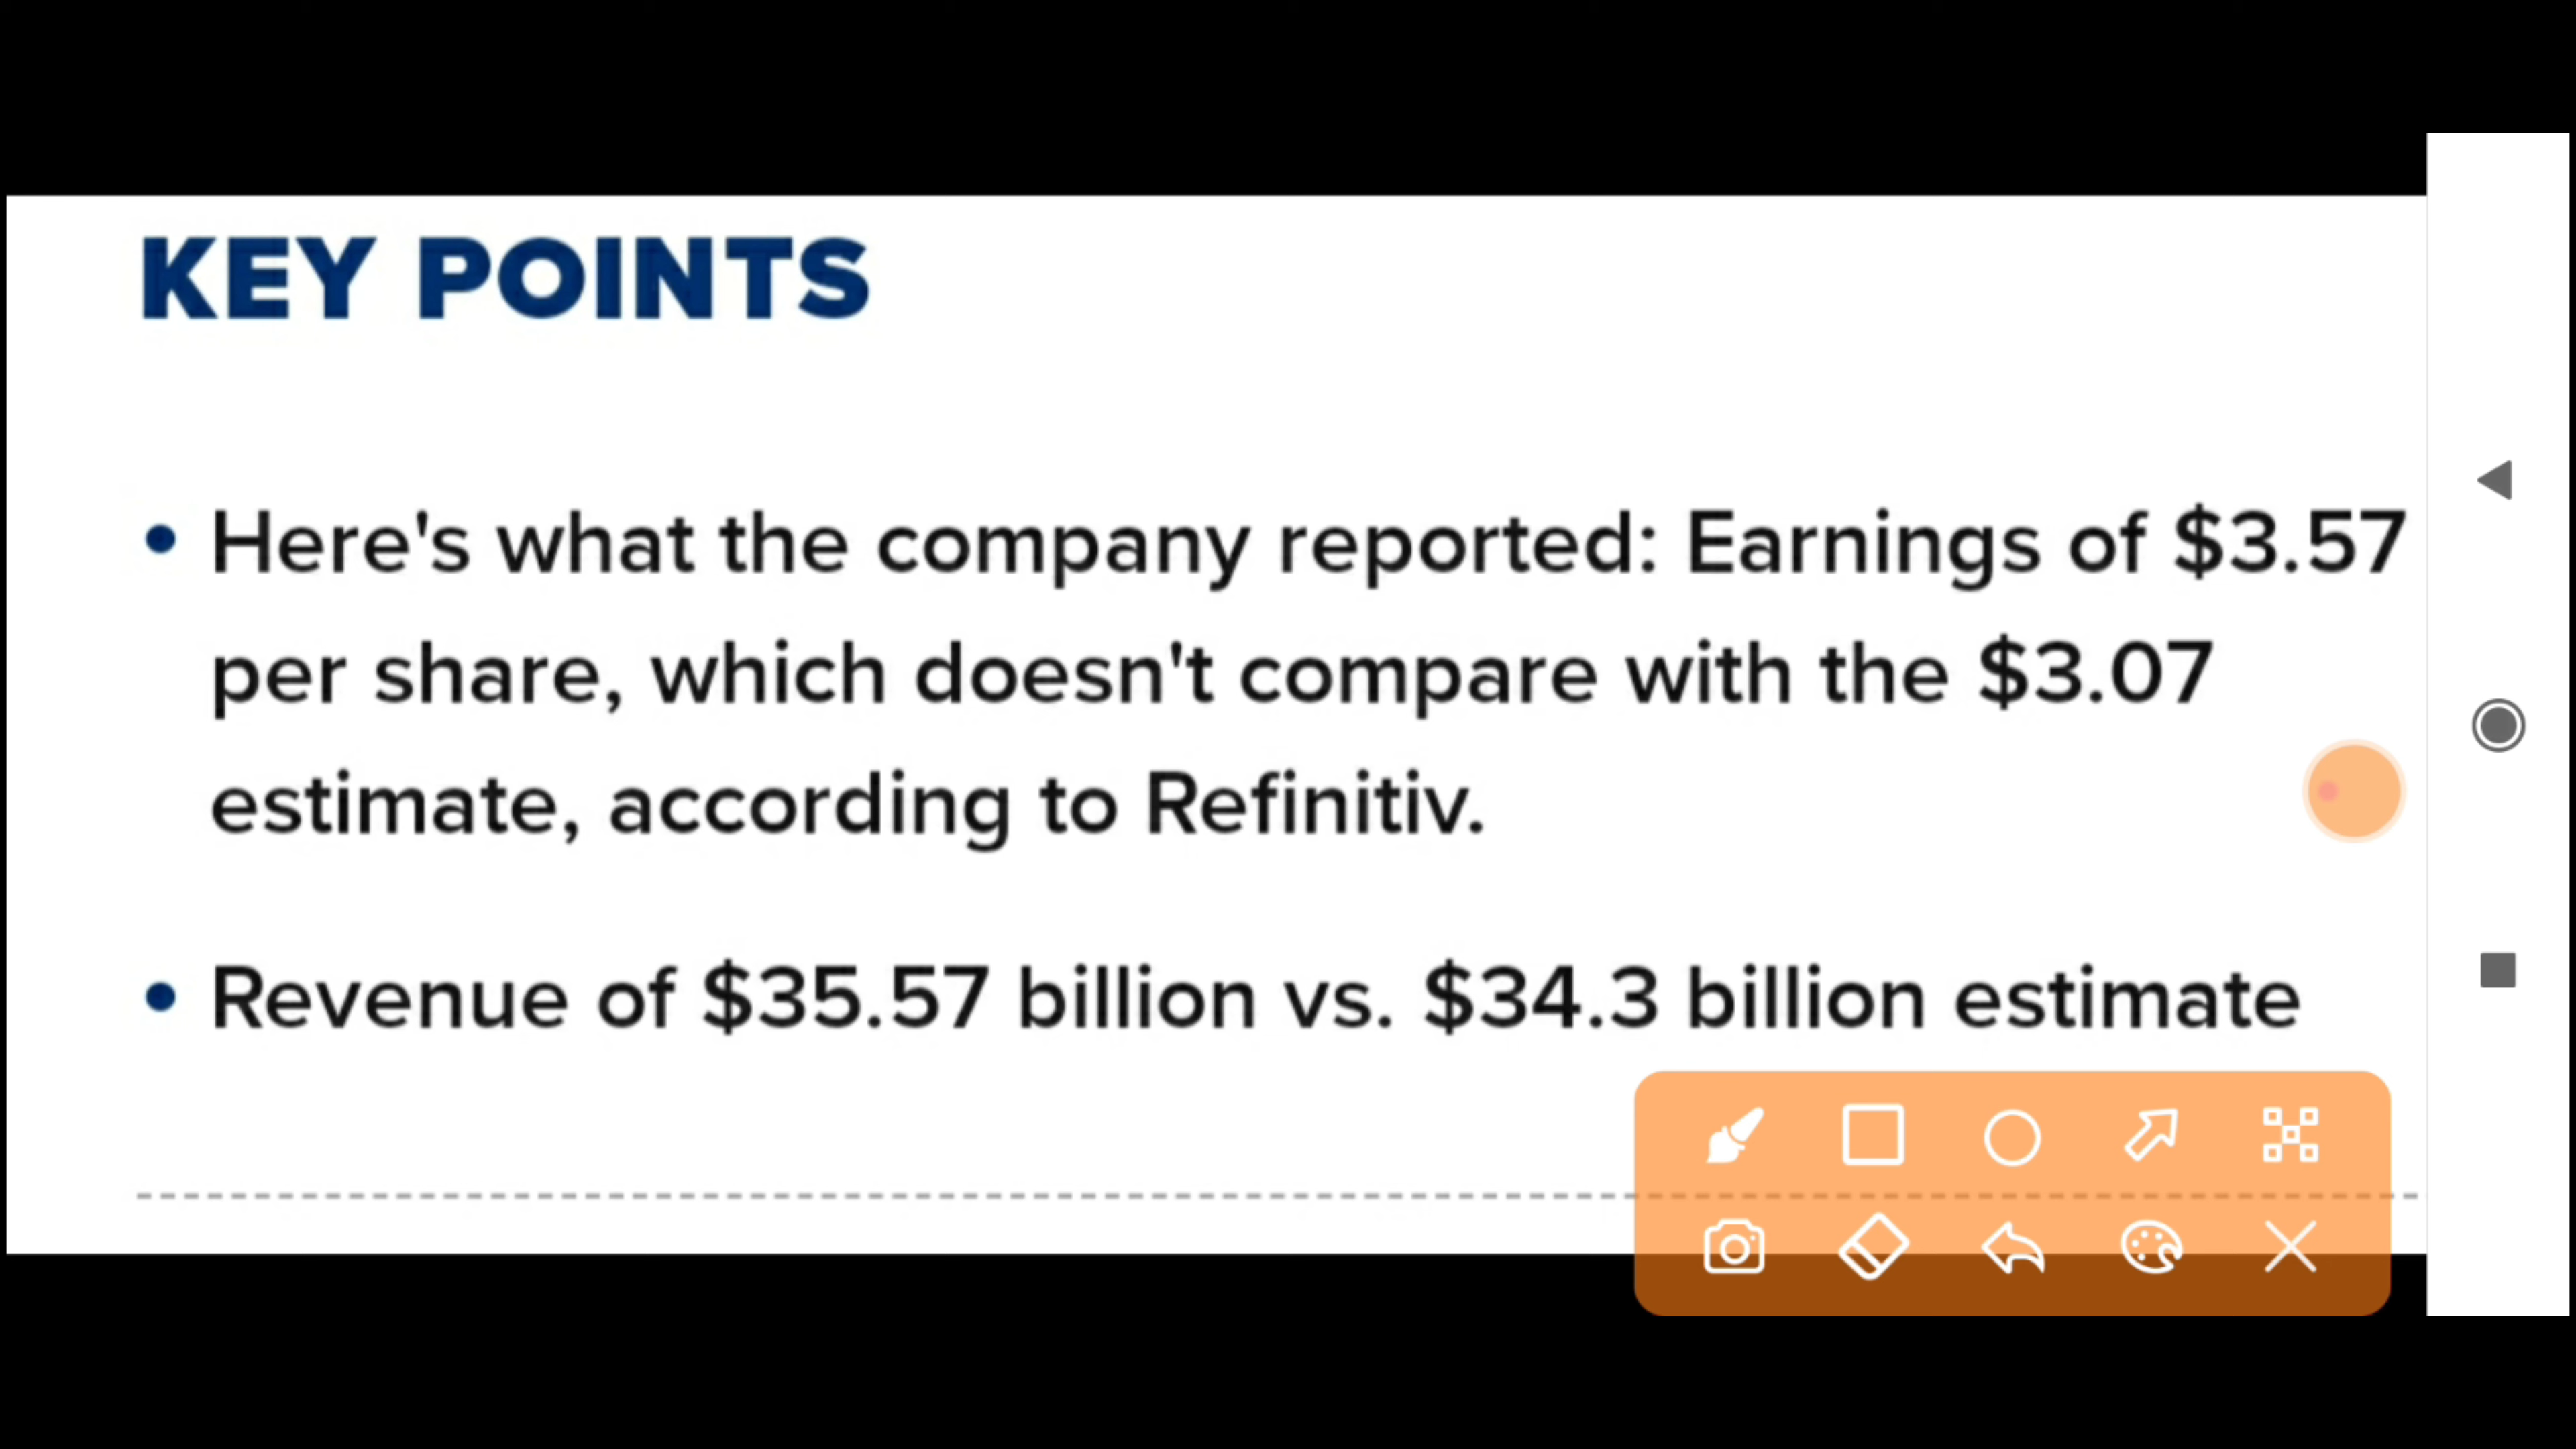 KEY POINTS
• Here's what the company reported: Earnings of $3.57
per share, which doesn't compare with the $3.07
estimate, according to Refinitiv.
• Revenue of $35.57 billion vs. $34.3 billion estimate